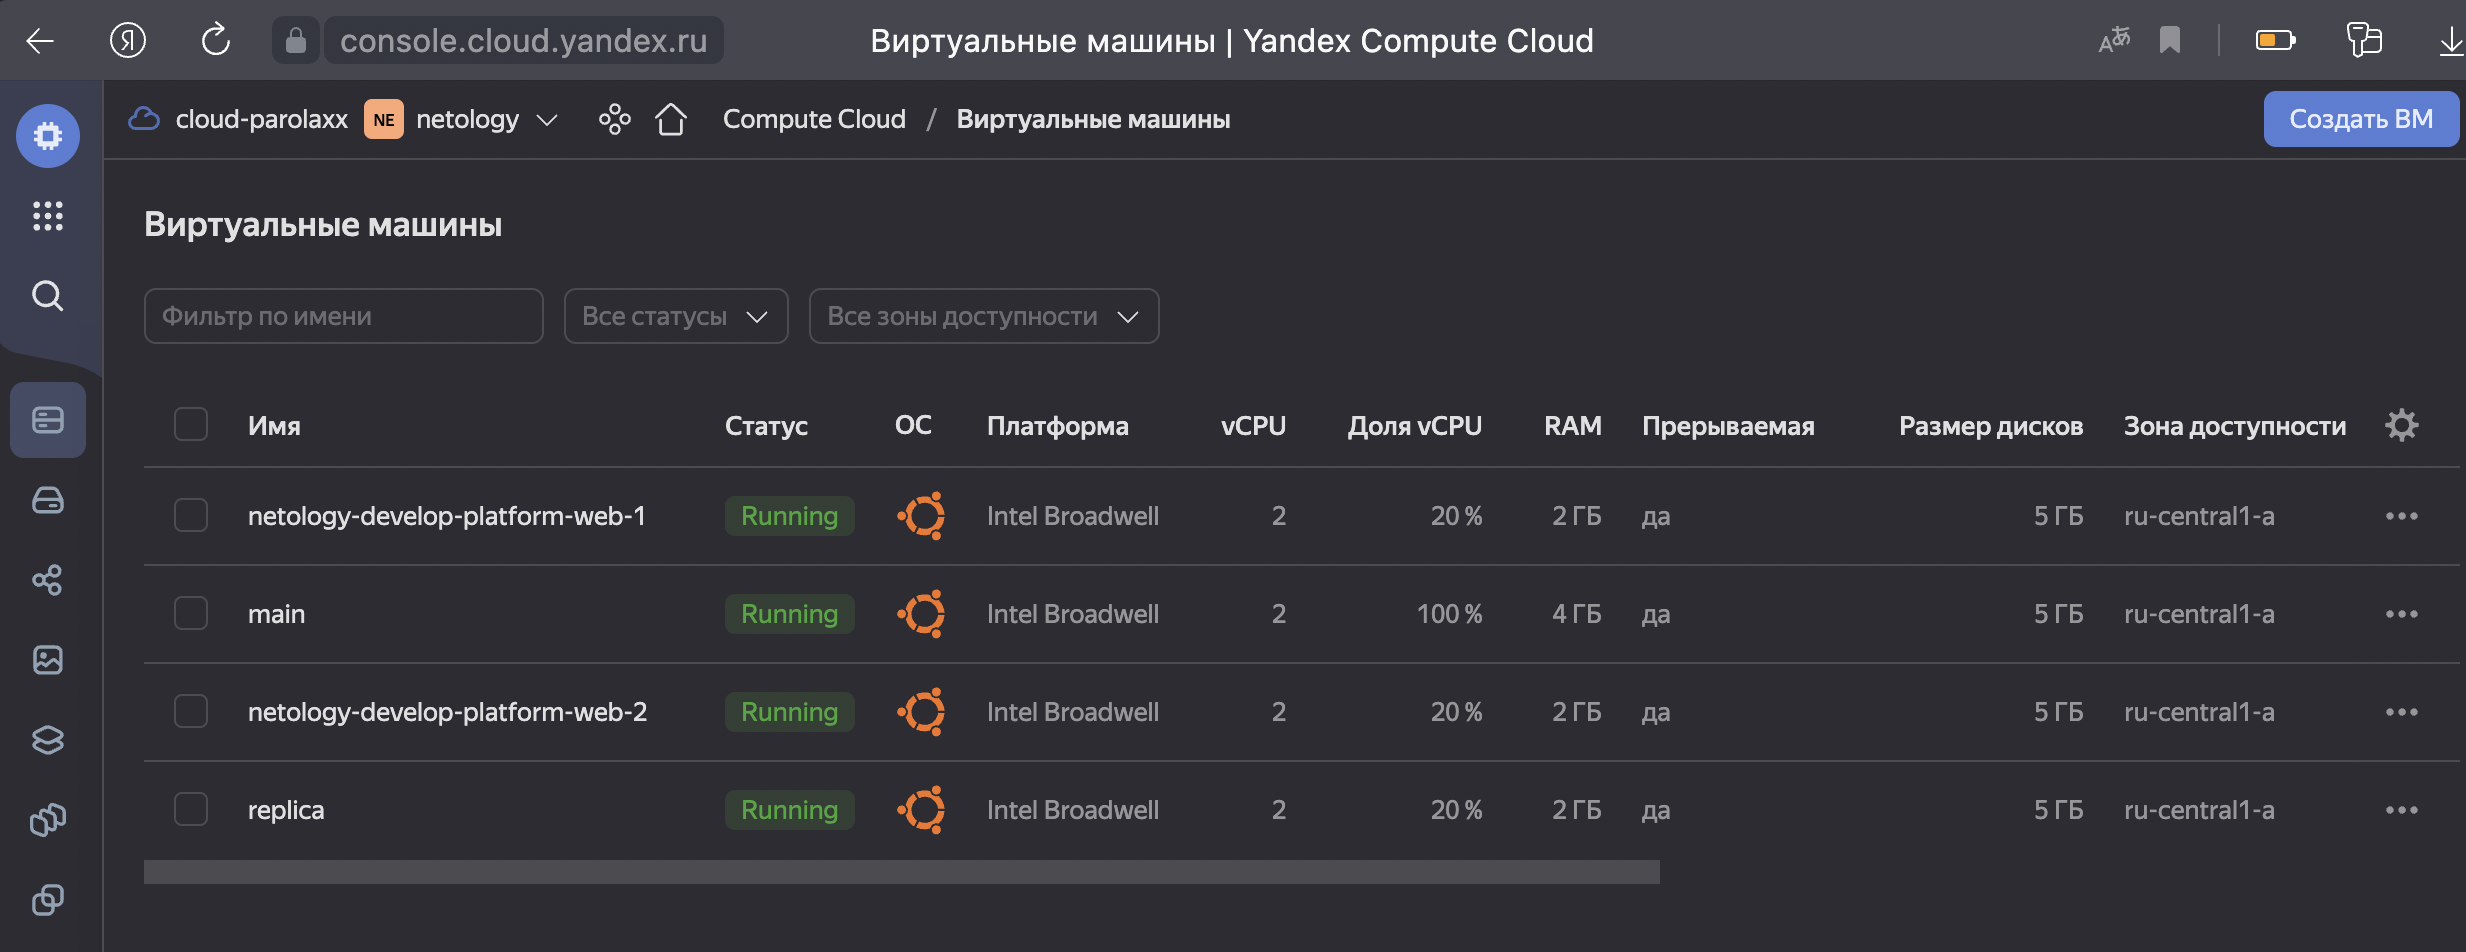 Я console.cloud.yandex.ru Виртуальные машины | Yandex Compute Cloud
cloud-parolaxx NE netology Compute Cloud / Виртуальные машины Создать ВМ
Виртуальные машины
Фильтр по имени Все статусы Все зоны доступности
Имя Статус ОС Платформа vCPU Доля vCPU RAM Прерываемая Размер дисков Зона доступности
netology-develop-platform-web-1 Running Intel Broadwell 2 20 % 2 ГБ да 5 ГБ ru-central1-a
main Running Intel Broadwell 2 100 % 4 ГБ да 5 ГБ ru-central1-a
netology-develop-platform-web-2 Running Intel Broadwell 2 20 % 2 ГБ да 5 ГБ ru-central1-a
replica Running Intel Broadwell 2 20 % 2 ГБ да 5 ГБ ru-central1-a